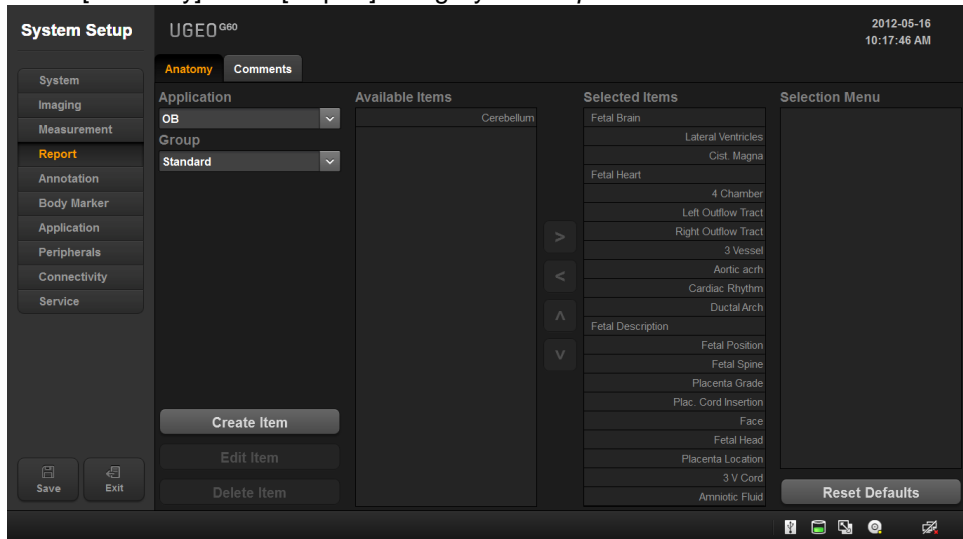 System Setup
UGEO G60
2012-05-16
10:17:46 AM
Anatomy
Comments
System
Imaging
Measurement
Report
Annotation
Body Marker
Application
Peripherals
Connectivity
Service
Save
Exit
Application
OB
Group
Standard
Create Item
Edit Item
Delete Item
Available Items
Cerebellum
>
<
Λ
V
Selected Items
Fetal Brain
Lateral Ventricles
Cist. Magna
Fetal Heart
4 Chamber
Left Outflow Tract
Right Outflow Tract
3 Vessel
Aortic acrh
Cardiac Rhythm
Ductal Arch
Fetal Description
Fetal Position
Fetal Spine
Placenta Grade
Plac. Cord Insertion
Face
Fetal Head
Placenta Location
3 V Cord
Amniotic Fluid
Selection Menu
Reset Defaults